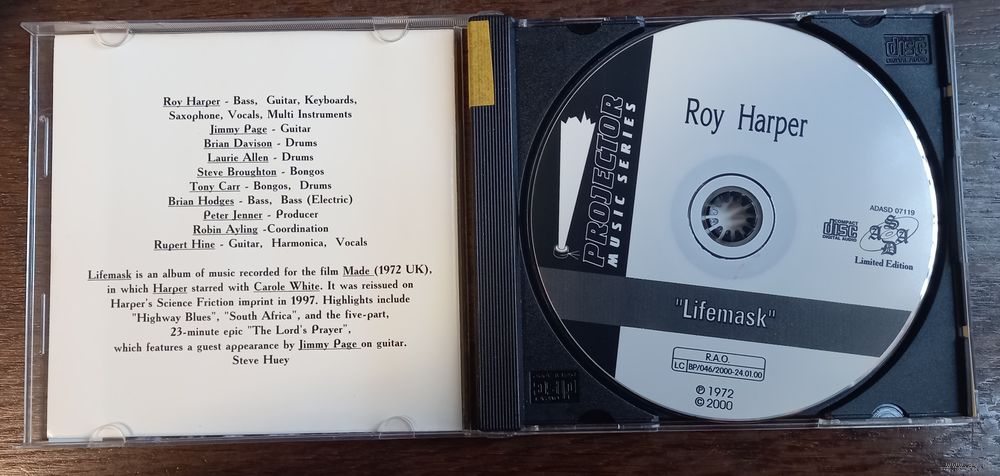 Roy Harper - Bass, Guitar, Keyboards,
Saxophone, Vocals, Multi Instruments
Jimmy Page - Guitar
Brian Davison - Drums
Laurie Allen - Drums
Steve Broughton - Bongos
Tony Carr - Bongos, Drums
Brian Hodges - Bass, Bass (Electric)
Peter Jenner - Producer
Robin Ayling -Coordination
Rupert Hine - Guitar, Harmonica, Vocals
Lifemask is an album of music recorded for the film Made (1972 UK),
in which Harper starred with Carole White. It was reissued on
Harper's Science Friction imprint in 1997. Highlights include
"Highway Blues", "South Africa", and the five-part,
23-minute epic "The Lord's Prayer",
which features a guest appearance by Jimmy Page on guitar.
Steve Huey
disc
DIGITAL AUDIO
PROJECTOR
MUSIC SERIES
Roy Harper
COMPACT
disc
DIGITAL AUDIO
ADASD 07119
Limited Edition
"Lifemask"
R.A.O.
LC BP/046/2000-24.01.00
℗ 1972
© 2000
disc